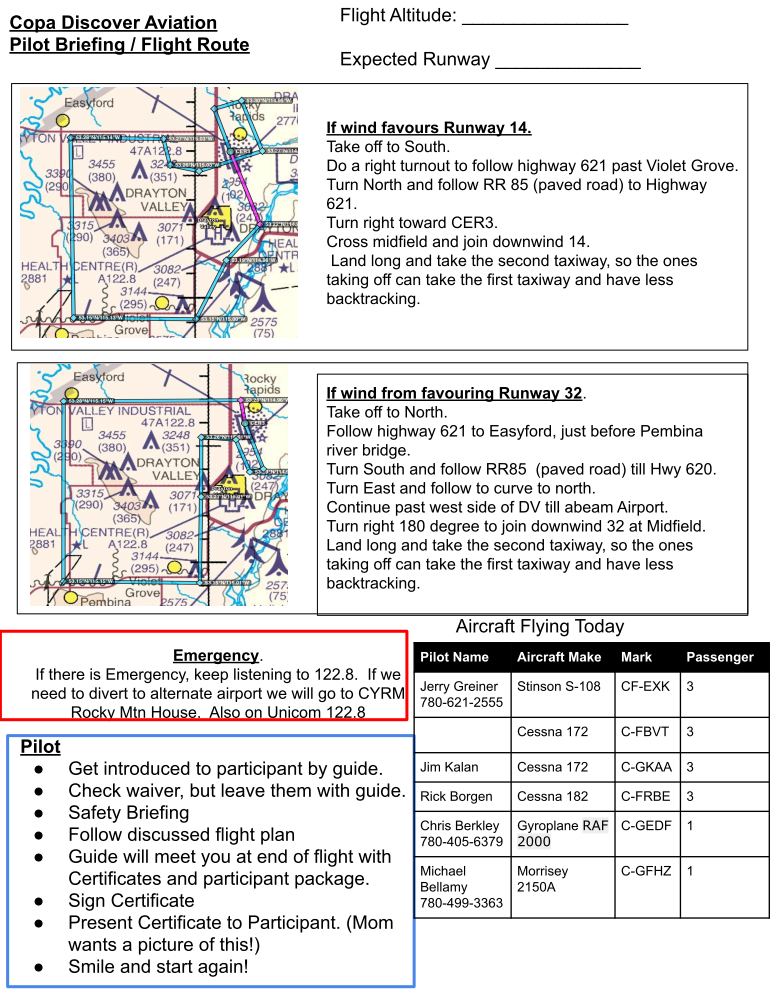 Copa Discover Aviation
Pilot Briefing / Flight Route
Flight Altitude: _________________
Expected Runway _______________
Easyford
Rocky
Rapids
YTON VALLEY INDUSTRIAL
47A122.8
L
3455
(380)
(351)
3390
(290)
DRAYTON
VALLEY
3315
(290)
3403
(365)
3071
(171)
HEALTH CENTRE(R)
2881
L A122.8
3082
(247)
3144
(295)
Violet
Grove
Pembina
2881
2575
(75)
If wind favours Runway 14.
Take off to South.
Do a right turnout to follow highway 621 past Violet Grove.
Turn North and follow RR 85 (paved road) to Highway
621.
Turn right toward CER3.
Cross midfield and join downwind 14.
Land long and take the second taxiway, so the ones
taking off can take the first taxiway and have less
backtracking.
Easyford
Rocky
Rapids
YTON VALLEY INDUSTRIAL
47A122.8
L
3455
(380)
3248
(351)
3390
(290)
DRAYTON
VALLEY
3315
(290)
3403
(365)
3071
(247)
HEALTH CENTRE(R)
2881
L A122.8
3082
(247)
3144
(295)
Violet
Grove
Pembina
2575
If wind from favouring Runway 32.
Take off to North.
Follow highway 621 to Easyford, just before Pembina
river bridge.
Turn South and follow RR85  (paved road) till Hwy 620.
Turn East and follow to curve to north.
Continue past west side of DV till abeam Airport.
Turn right 180 degree to join downwind 32 at Midfield.
Land long and take the second taxiway, so the ones
taking off can take the first taxiway and have less
backtracking.
Emergency.
If there is Emergency, keep listening to 122.8.  If we
need to divert to alternate airport we will go to CYRM
Rocky Mtn House.  Also on Unicom 122.8
Aircraft Flying Today
Pilot Name Aircraft Make Mark Passenger
Jerry Greiner Stinson S-108 CF-EXK 3
780-621-2555
Cessna 172 C-FBVT 3
Jim Kalan Cessna 172 C-GKAA 3
Rick Borgen Cessna 182 C-FRBE 3
Chris Berkley Gyroplane RAF C-GEDF 1
780-405-6379 2000
Michael Morrisey C-GFHZ 1
Bellamy 2150A
780-499-3363
Pilot
● Get introduced to participant by guide.
● Check waiver, but leave them with guide.
● Safety Briefing
● Follow discussed flight plan
● Guide will meet you at end of flight with
Certificates and participant package.
● Sign Certificate
● Present Certificate to Participant. (Mom
wants a picture of this!)
● Smile and start again!